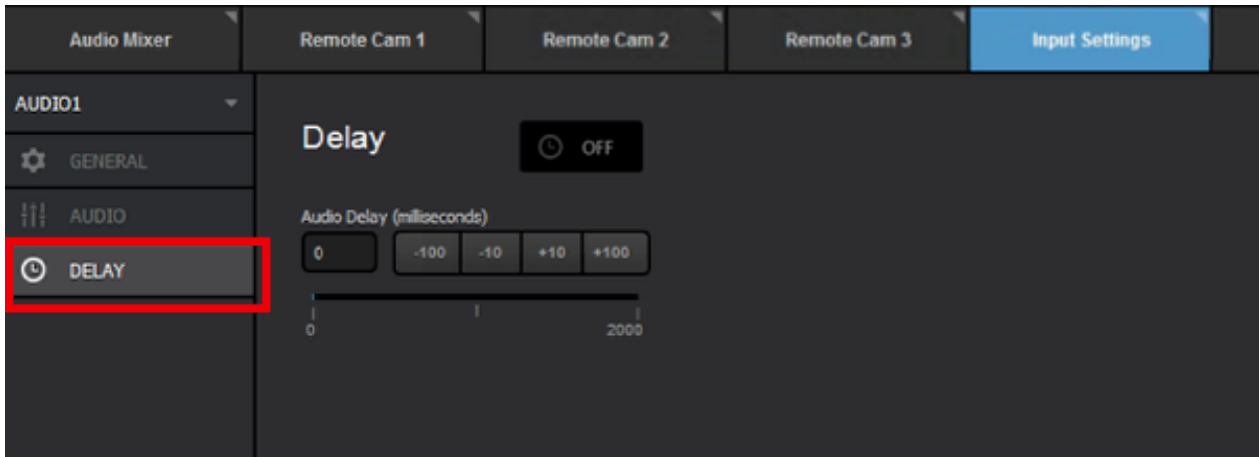 Audio Mixer Remote Cam 1 Remote Cam 2 Remote Cam 3 Input Settings
AUDIO1
GENERAL
AUDIO
DELAY
Delay OFF
Audio Delay (milliseconds)
0 -100 -10 +10 +100
0 2000